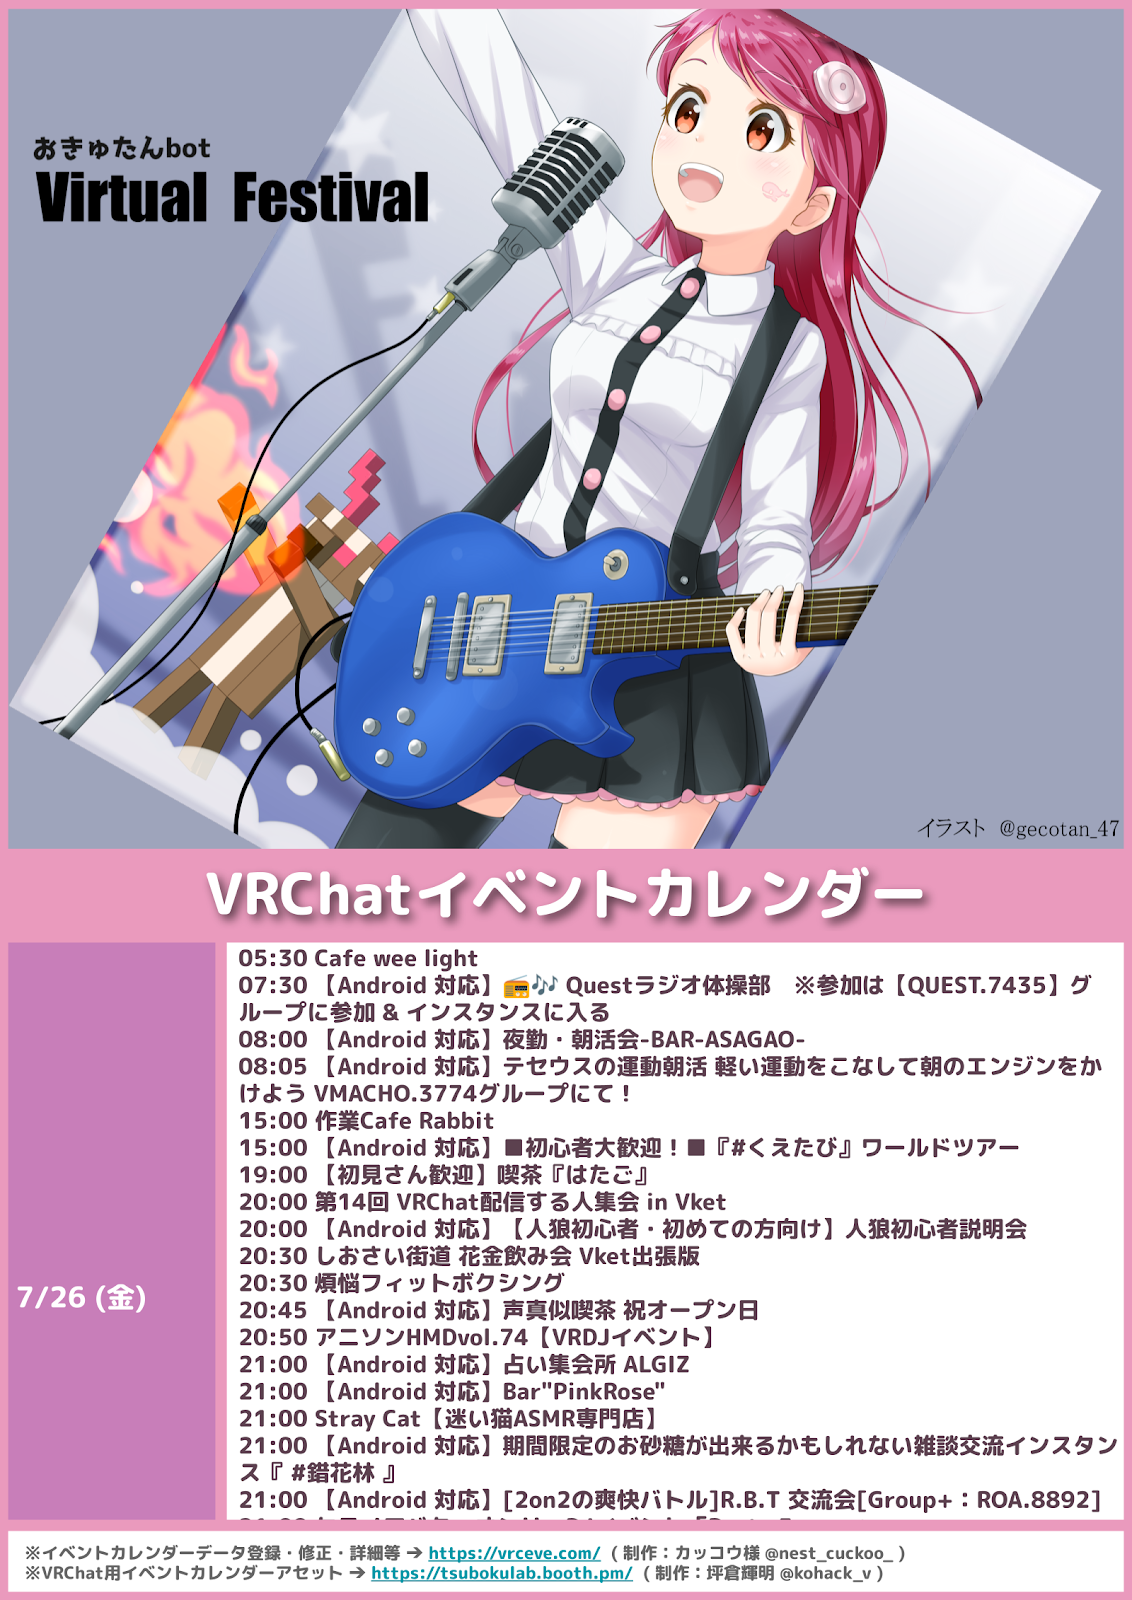 おきゅたんbot
Virtual Festival
イラスト @gecotan_47
VRChatイベントカレンダー
7/26 (金)
05:30 Cafe wee light
07:30 【Android 対応】📻🎶 Questラジオ体操部　※参加は【QUEST.7435】グ
ループに参加 & インスタンスに入る
08:00 【Android 対応】夜勤・朝活会-BAR-ASAGAO-
08:05 【Android 対応】テセウスの運動朝活 軽い運動をこなして朝のエンジンをか
けよう VMACHO.3774グループにて！
15:00 作業Cafe Rabbit
15:00 【Android 対応】■初心者大歓迎！■『#くえたび』ワールドツアー
19:00 【初見さん歓迎】喫茶『はたご』
20:00 第14回 VRChat配信する人集会 in Vket
20:00 【Android 対応】【人狼初心者・初めての方向け】人狼初心者説明会
20:30 しおさい街道 花金飲み会 Vket出張版
20:30 煩悩フィットボクシング
20:45 【Android 対応】声真似喫茶 祝オープン日
20:50 アニソンHMDvol.74【VRDJイベント】
21:00 【Android 対応】占い集会所 ALGIZ
21:00 【Android 対応】Bar"PinkRose"
21:00 Stray Cat【迷い猫ASMR専門店】
21:00 【Android 対応】期間限定のお砂糖が出来るかもしれない雑談交流インスタン
ス『 #錯花林 』
21:00 【Android 対応】[2on2の爽快バトル]R.B.T 交流会[Group+：ROA.8892]
※イベントカレンダーデータ登録・修正・詳細等 → https://vrceve.com/ （制作：カッコウ様 @nest_cuckoo_ ）
※VRChat用イベントカレンダーアセット → https://tsubokulab.booth.pm/ （制作：坪倉輝明 @kohack_v ）